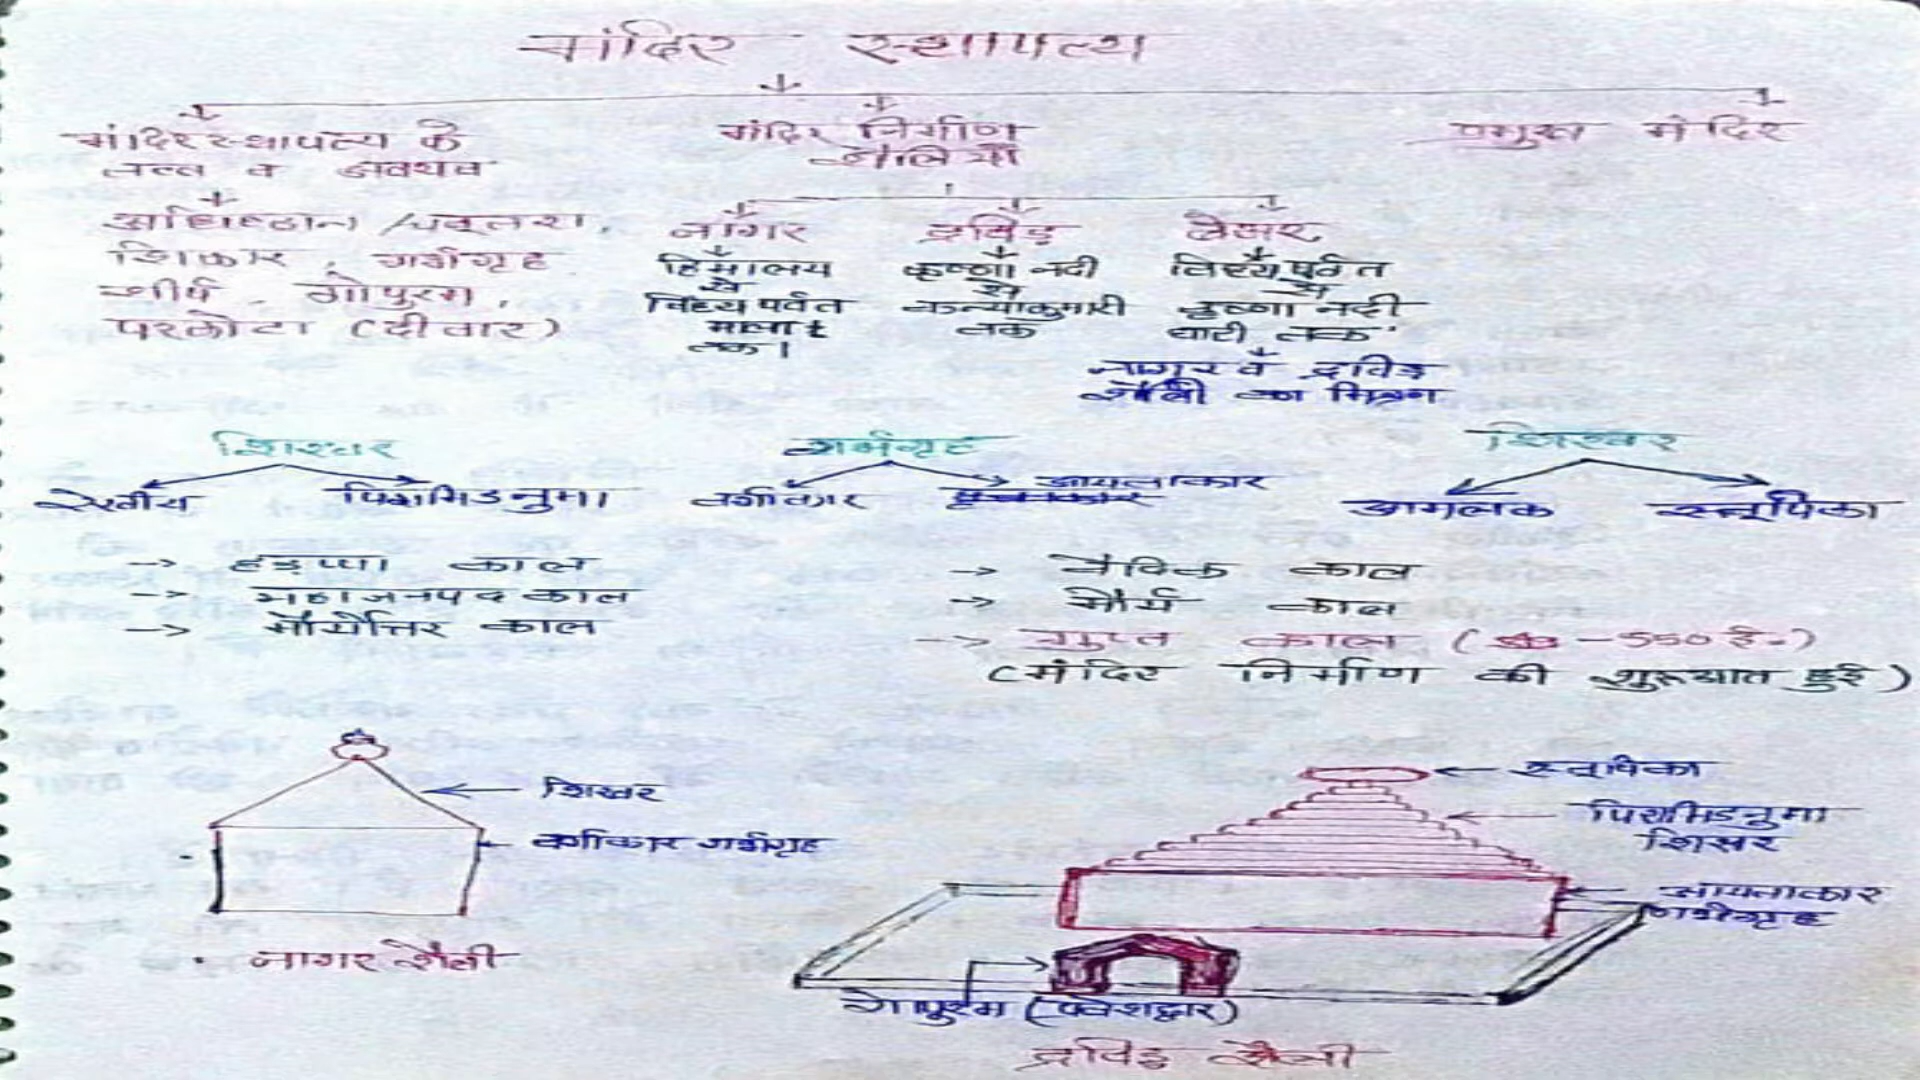 मंदिर स्थापत्य
मंदिर स्थापत्य के
तत्व व अवयव
अधिष्ठान / चबूतरा,
शिखर, गर्भगृह
शीर्ष, गोपुरम,
परकोटा (दीवार)
मंदिर निर्माण
शैलियाँ
नागर
हिमालय
से
विंध्य पर्वत
माला
तक।
द्रविड़
कृष्णा नदी
से
कन्याकुमारी
तक
वेसर
विन्ध्य पर्वत
से
कृष्णा नदी
घाटी तक
नागर व द्रविड़
शैली का मिश्रण
प्रमुख मंदिर
शिखर
रेखीय पिरामिडनुमा
गर्भगृह
वर्गाकार आयताकार
शिखर
आमलक स्तूपिका
-> हड़प्पा काल
-> महाजनपद काल
-> मौर्योत्तर काल
-> वैदिक काल
-> मौर्य काल
-> गुप्त काल ( - 550 ई.)
(मंदिर निर्माण की शुरूआत हुई)
शिखर
वर्गाकार गर्भगृह
नागर शैली
स्तूपिका
पिरामिडनुमा
शिखर
आयताकार
गर्भगृह
गोपुरम (प्रवेशद्वार)
द्रविड़ शैली